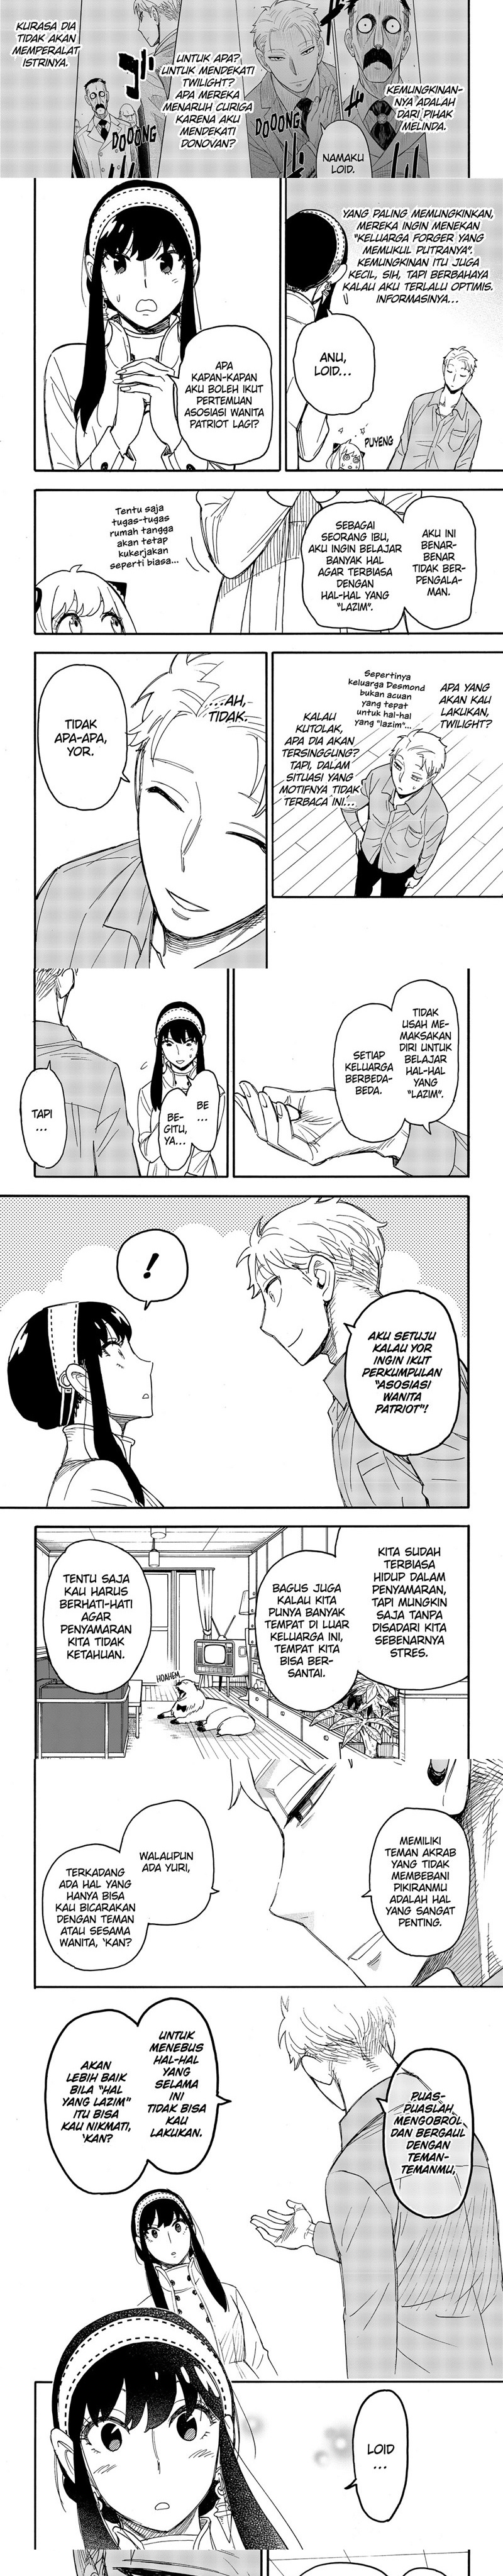 KEMUNGKINAN-
NYA ADALAH
DARI PIHAK
MELINDA.
NAMAKU
LOID.
DOOONG
UNTUK APA?
UNTUK MENDEKATI
TWILIGHT?
APA MEREKA
MENARUH CURIGA
KARENA AKU
MENDEKATI
DONOVAN?
DOOONG
KURASA DIA
TIDAK AKAN
MEMPERALAT
ISTRINYA.
YANG PALING MEMUNGKINKAN,
MEREKA INGIN MENEKAN
"KELUARGA FORGER YANG
MEMUKUL PUTRANYA".
KEMUNGKINAN ITU JUGA
KECIL, SIH, TAPI BERBAHAYA
KALAU AKU TERLALU OPTIMIS.
INFORMASINYA...
ANU,
LOID...
PUYENG
APA
KAPAN-KAPAN
AKU BOLEH IKUT
PERTEMUAN
ASOSIASI WANITA
PATRIOT LAGI?
AKU INI
BENAR-
BENAR
TIDAK BER-
PENGALA-
MAN.
SEBAGAI
SEORANG IBU,
AKU INGIN BELAJAR
BANYAK HAL
AGAR TERBIASA
DENGAN
HAL-HAL YANG
"LAZIM".
Tentu saja
tugas-tugas
rumah tangga
akan tetap
kukerjakan
seperti biasa...
APA YANG
AKAN KAU
LAKUKAN,
TWILIGHT?
Sepertinya
keluarga Desmond
bukan acuan
yang tepat
untuk hal-hal
yang "lazim"...
KALAU
KUTOLAK,
APA DIA AKAN
TERSINGGUNG?
TAPI, DALAM
SITUASI YANG
MOTIFNYA TIDAK
TERBACA INI...
...AH,
TIDAK.
TIDAK
APA-APA,
YOR.
TIDAK
USAH ME-
MAKSAKAN
DIRI UNTUK
BELAJAR
HAL-HAL
YANG
"LAZIM".
SETIAP
KELUARGA
BERBEDA-
BEDA.
BE
...
BE-
GITU,
YA...
TAPI
...
!
AKU SETUJU
KALAU YOR
INGIN IKUT
PERKUMPULAN
"ASOSIASI
WANITA
PATRIOT"!
KITA SUDAH
TERBIASA
HIDUP DALAM
PENYAMARAN,
TAPI MUNGKIN
SAJA TANPA
DISADARI KITA
SEBENARNYA
STRES.
BAGUS JUGA
KALAU KITA
PUNYA BANYAK
TEMPAT DI LUAR
KELUARGA INI,
TEMPAT KITA
BISA BER-
SANTAI.
TENTU SAJA
KAU HARUS
BERHATI-HATI
AGAR
PENYAMARAN
KITA TIDAK
KETAHUAN.
HOAHEM...
MEMILIKI
TEMAN AKRAB
YANG TIDAK
MEMBEBANI
PIKIRANMU
ADALAH HAL
YANG SANGAT
PENTING.
WALAUPUN
ADA YURI,
TERKADANG
ADA HAL YANG
HANYA BISA
KAU BICARAKAN
DENGAN TEMAN
ATAU SESAMA
WANITA, 'KAN?
PUAS-
PUASLAH
MENGOBROL
DAN BERGAUL
DENGAN
TEMAN-
TEMANMU,
UNTUK
MENEBUS
HAL-HAL
YANG
SELAMA
INI
TIDAK BISA
KAU
LAKUKAN.
AKAN
LEBIH BAIK
BILA "HAL
YANG LAZIM"
ITU BISA
KAU NIKMATI,
'KAN?
LOID
...